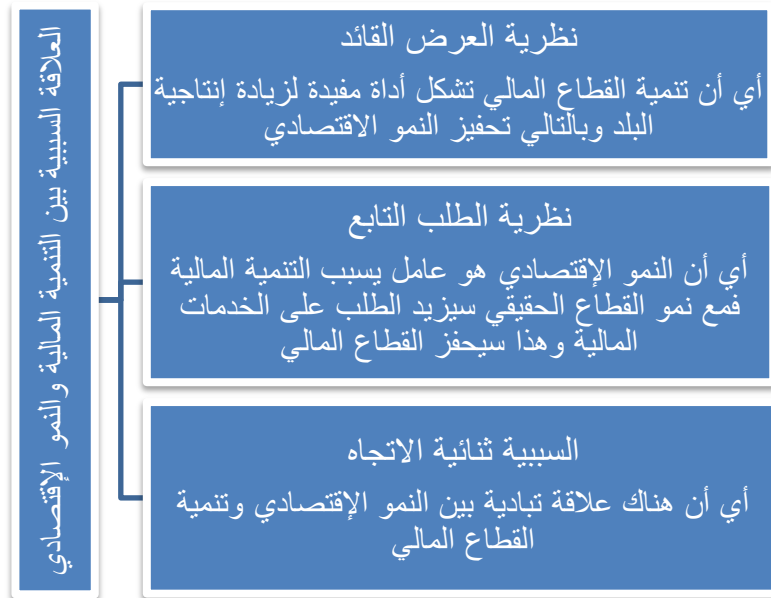 العلاقة السببية بين التنمية المالية والنمو الإقتصادي
نظرية العرض القائد
أي أن تنمية القطاع المالي تشكل أداة مفيدة لزيادة إنتاجية
البلد وبالتالي تحفيز النمو الاقتصادي
نظرية الطلب التابع
أي أن النمو الإقتصادي هو عامل يسبب التنمية المالية
فمع نمو القطاع الحقيقي سيزيد الطلب على الخدمات
المالية وهذا سيحفز القطاع المالي
السببية ثنائية الاتجاه
أي أن هناك علاقة تبادية بين النمو الإقتصادي وتنمية
القطاع المالي